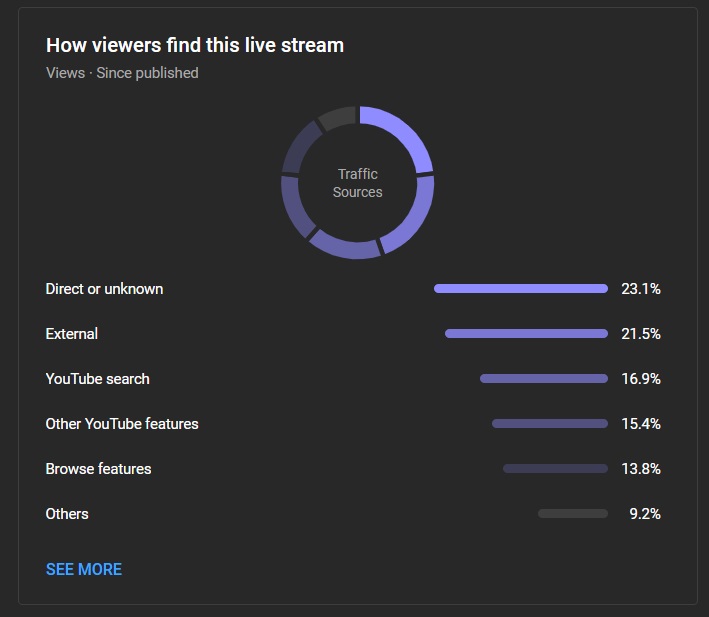 How viewers find this live stream
Views · Since published
Traffic
Sources
Direct or unknown 23.1%
External 21.5%
YouTube search 16.9%
Other YouTube features 15.4%
Browse features 13.8%
Others 9.2%
SEE MORE